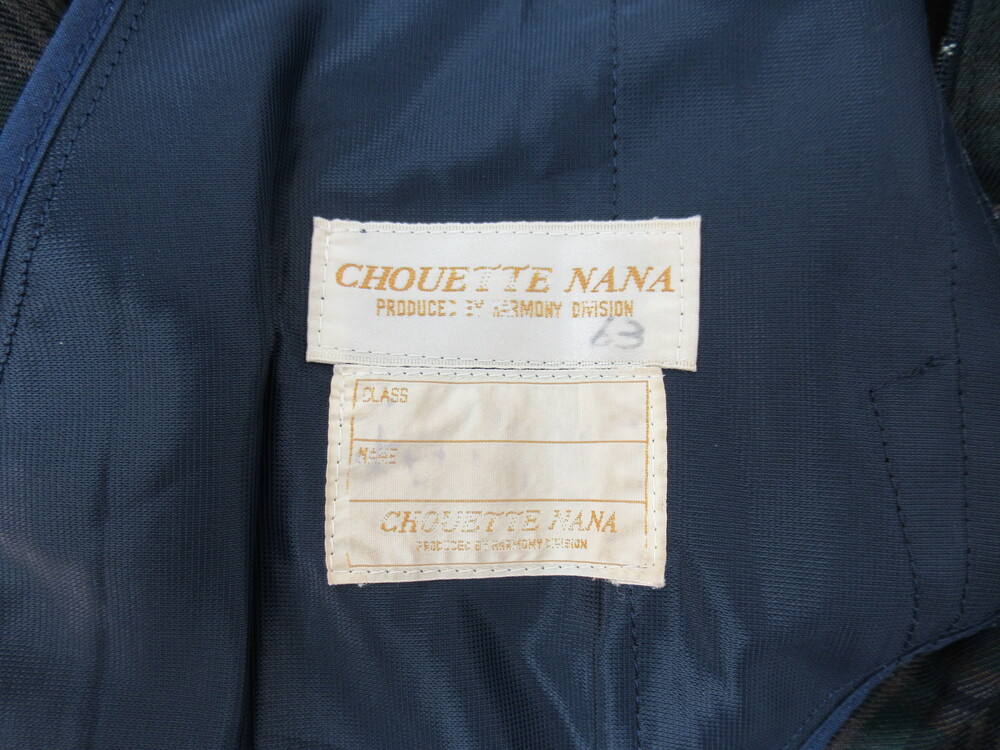 CHOUETTE NANA
PRODUCED BY HARMONY DIVISION
63
CLASS
NAME
CHOUETTE NANA
PRODUCED BY HARMONY DIVISION